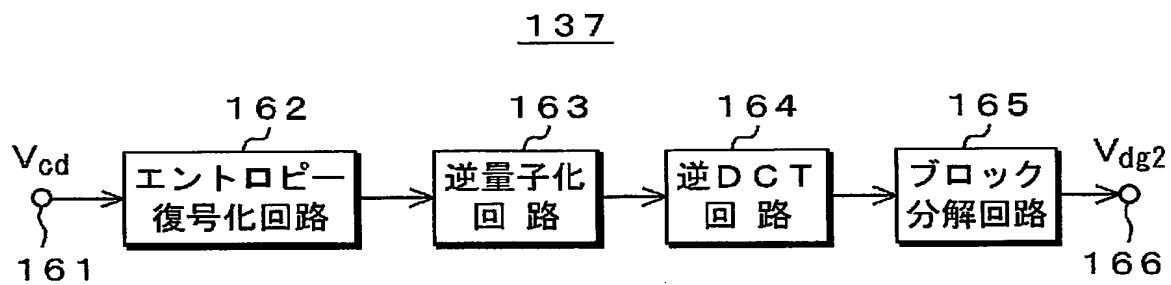 １３７
１６２
１６３
１６４
１６５
Vcd
エントロピー
復号化回路
逆量子化
回路
逆ＤＣＴ
回路
ブロック
分解回路
Vdg2
１６１
１６６